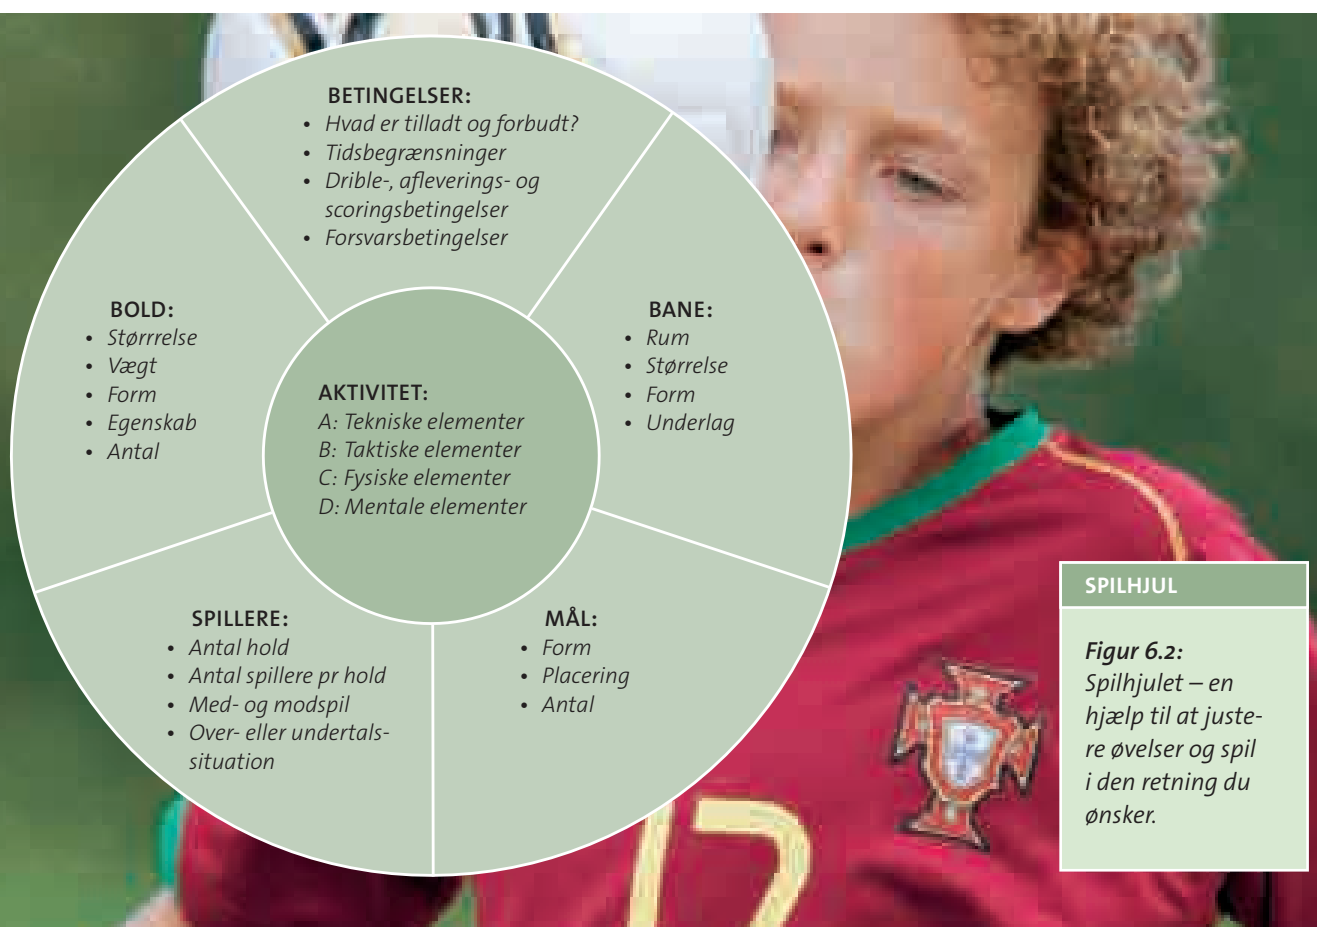 BETINGELSER:
• Hvad er tilladt og forbudt?
• Tidsbegrænsninger
• Drible-, afleverings- og
scoringsbetingelser
• Forsvarsbetingelser
BOLD:
• Størrrelse
• Vægt
• Form
• Egenskab
• Antal
BANE:
• Rum
• Størrelse
• Form
• Underlag
AKTIVITET:
A: Tekniske elementer
B: Taktiske elementer
C: Fysiske elementer
D: Mentale elementer
SPILLERE:
• Antal hold
• Antal spillere pr hold
• Med- og modspil
• Over- eller undertals-
situation
MÅL:
• Form
• Placering
• Antal
SPILHJUL
Figur 6.2:
Spilhjulet – en
hjælp til at juste-
re øvelser og spil
i den retning du
ønsker.
17